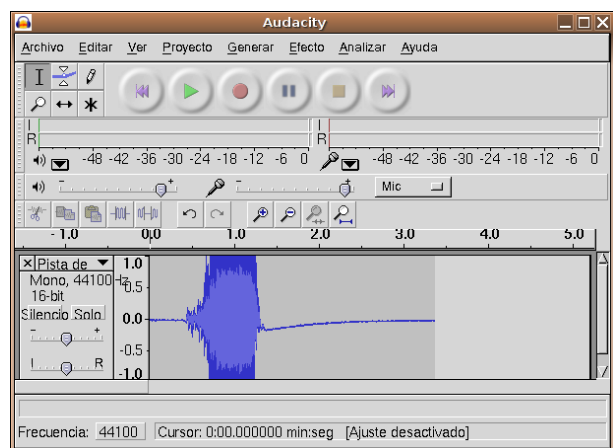 Audacity
Archivo Editar Ver Proyecto Generar Efecto Analizar Ayuda
I
R
-48 -42 -36 -30 -24 -18 -12 -6 0
I
R
-48 -42 -36 -30 -24 -18 -12 -6 0
- +
- +
Mic
- 1.0 0.0 1.0 2.0 3.0 4.0 5.0
Pista de
Mono, 44100Hz
16-bit
Silencio Solo
- +
I R
1.0
0.5
0.0
-0.5
-1.0
Frecuencia: 44100 Cursor: 0:00.000000 min:seg [Ajuste desactivado]